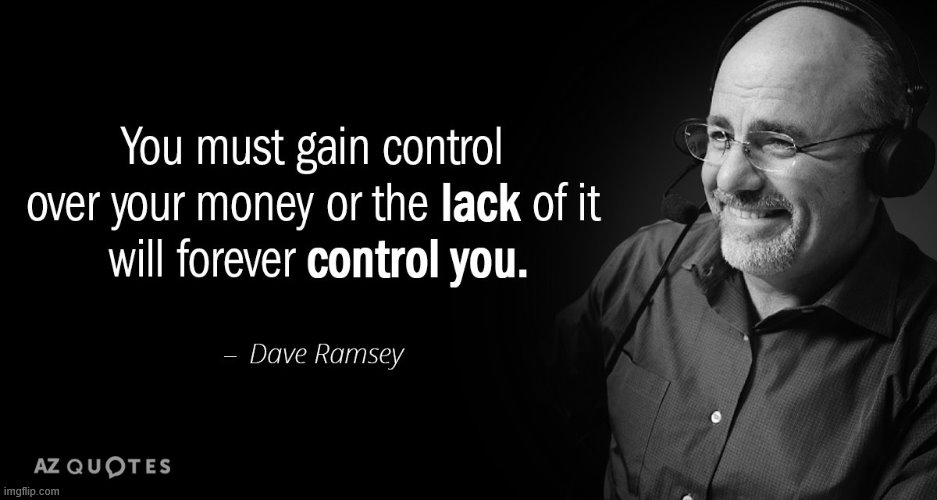 You must gain control
over your money or the lack of it
will forever control you.
– Dave Ramsey
AZ QUOTES
imgflip.com